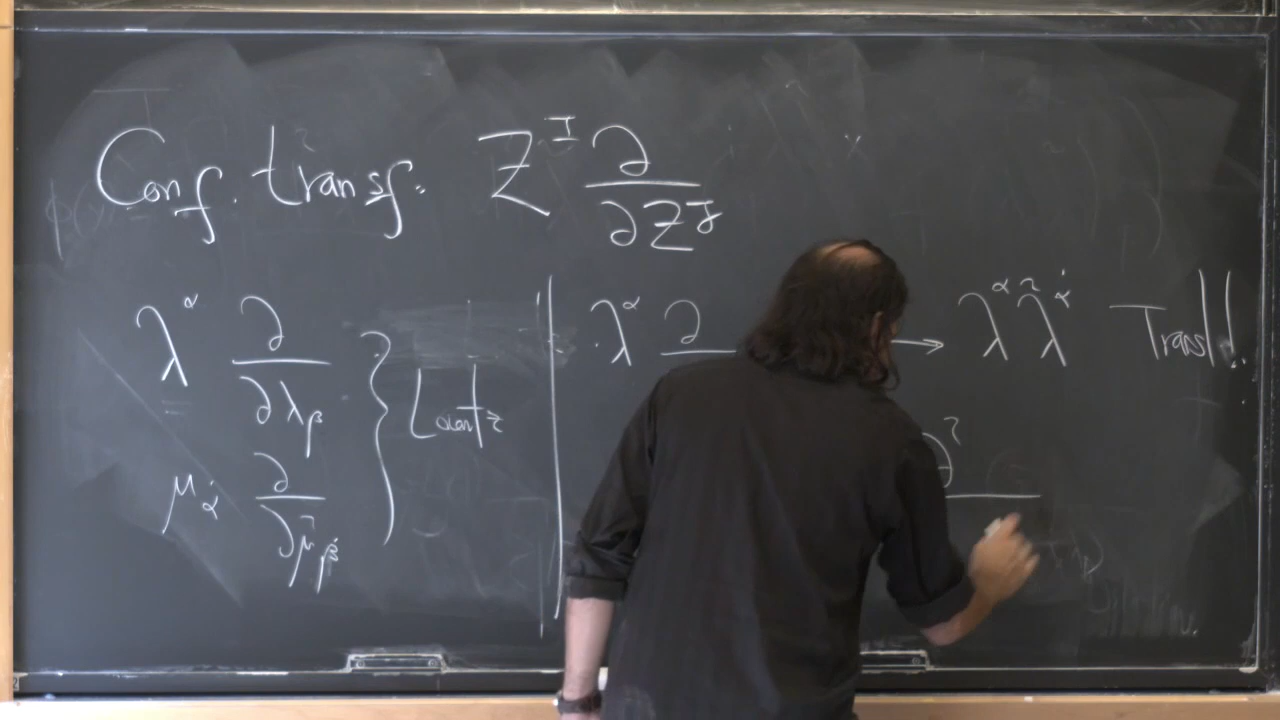 Conf. transf. Z^I ∂/∂Z^J
λ^α ∂/∂λ_β } Lorentz
μ_α̇ ∂/∂μ̃_β̇
λ^α ∂ → λ^α λ̃^α̇ Transl!
∂²